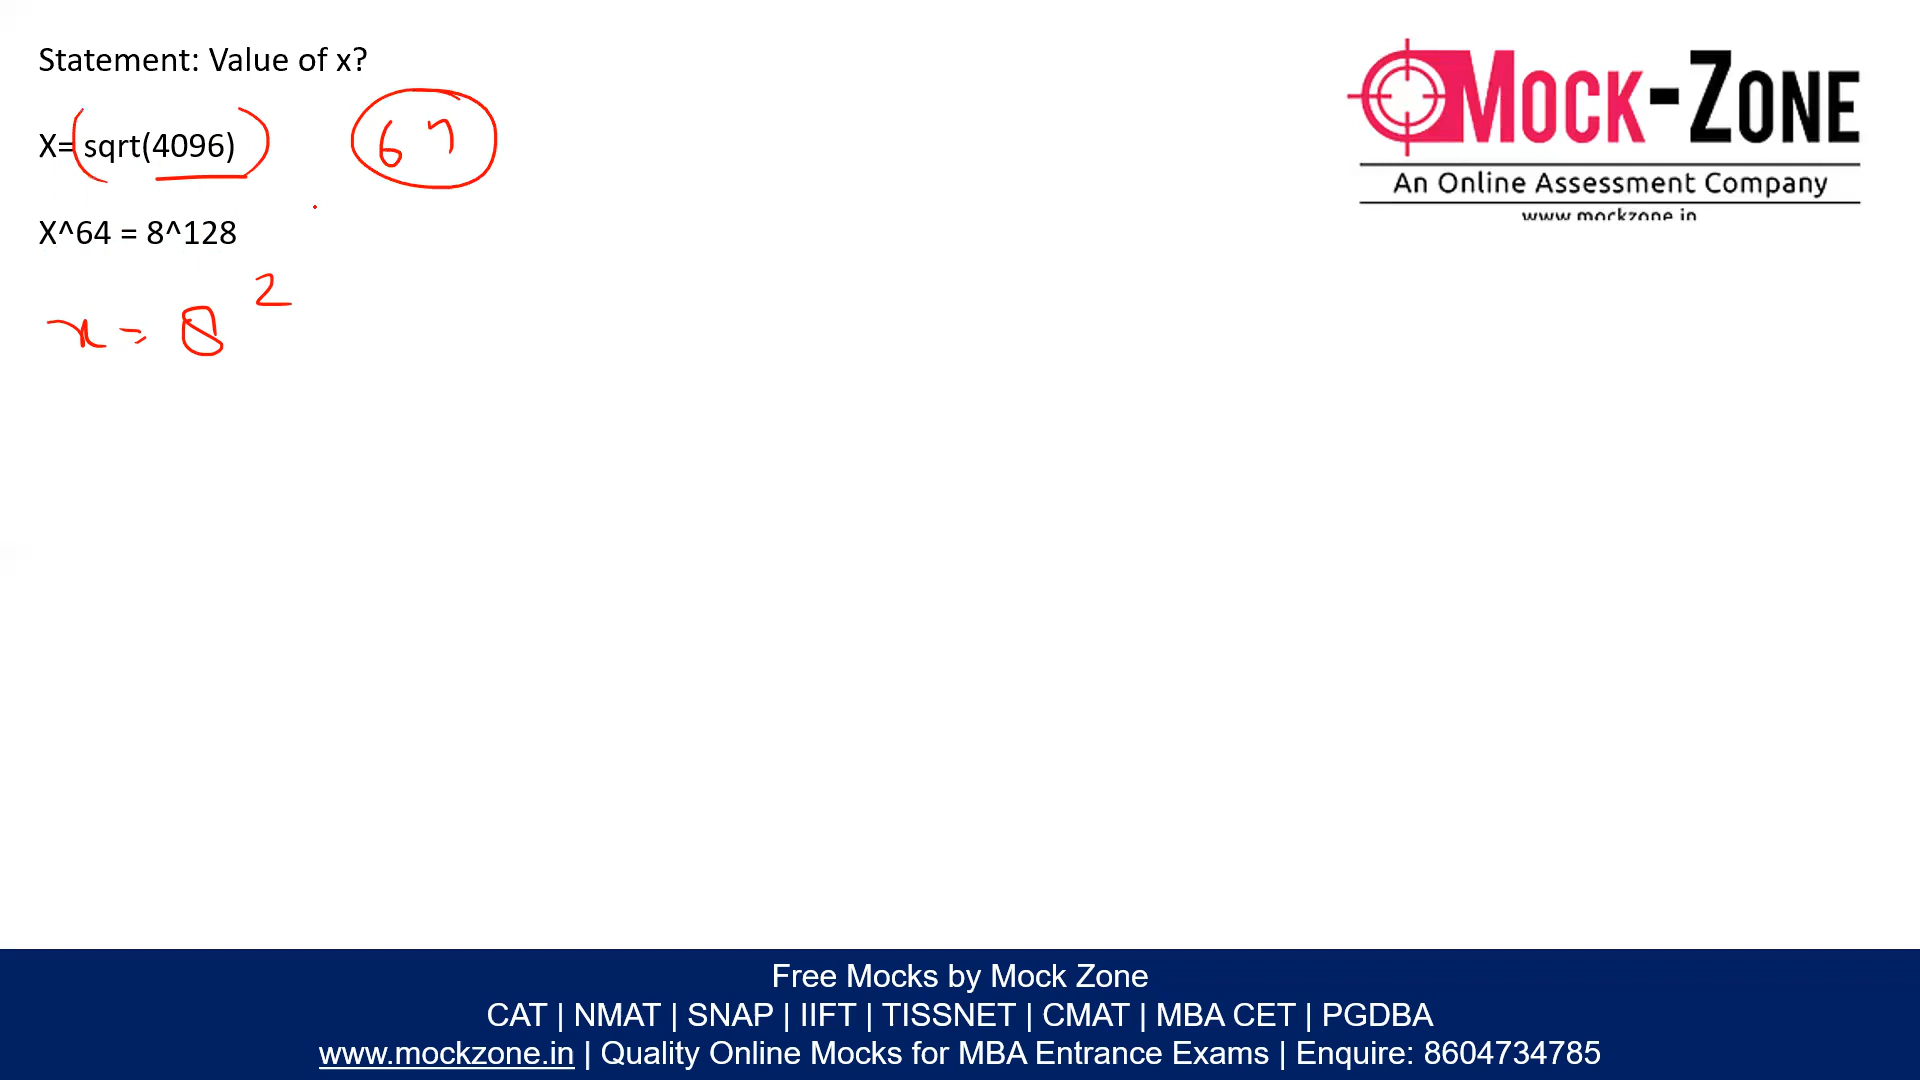 Statement: Value of x?
X= sqrt(4096) 67
X^64 = 8^128
x = 8 2
MOCK-ZONE
An Online Assessment Company
www.mockzone.in
Free Mocks by Mock Zone
CAT | NMAT | SNAP | IIFT | TISSNET | CMAT | MBA CET | PGDBA
www.mockzone.in | Quality Online Mocks for MBA Entrance Exams | Enquire: 8604734785